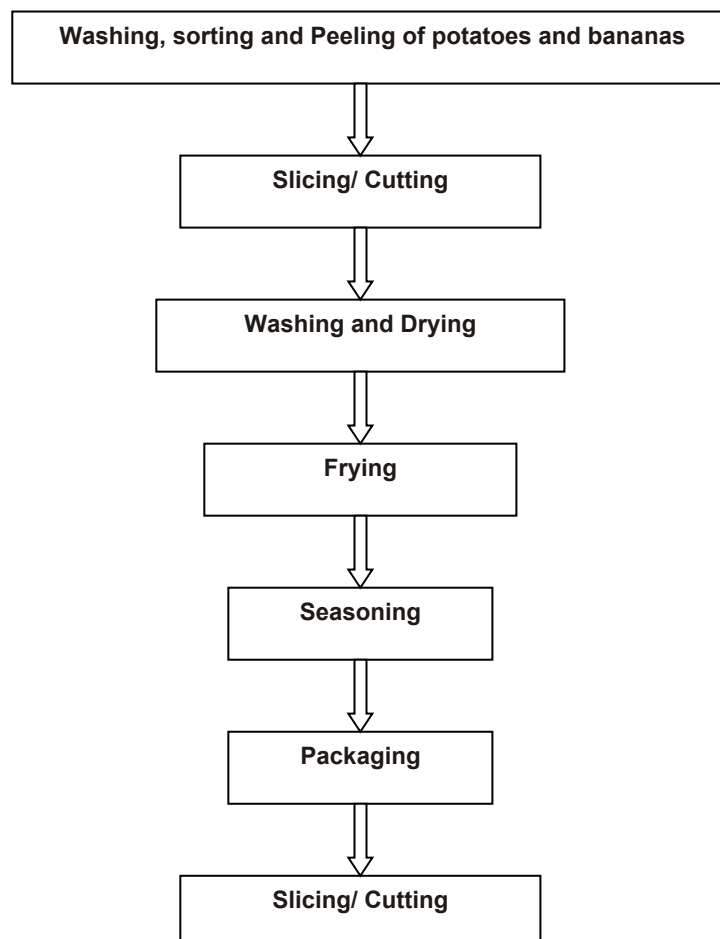 Washing, sorting and Peeling of potatoes and bananas
Slicing/ Cutting
Washing and Drying
Frying
Seasoning
Packaging
Slicing/ Cutting